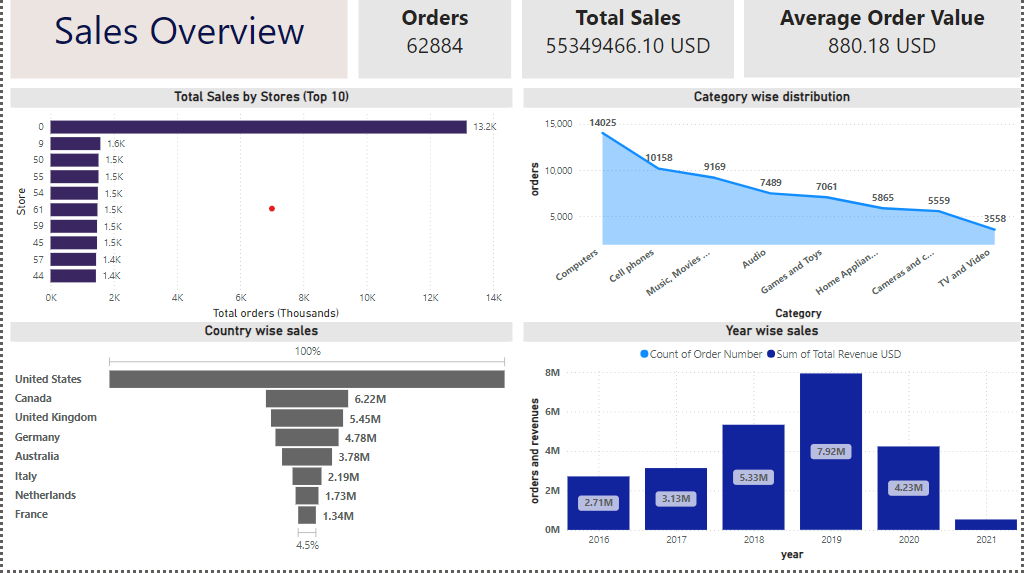 Sales Overview
Orders
62884
Total Sales
55349466.10 USD
Average Order Value
880.18 USD
Total Sales by Stores (Top 10)
Store
0 13.2K
9 1.6K
50 1.5K
55 1.5K
54 1.5K
61 1.5K
59 1.5K
45 1.5K
57 1.4K
44 1.4K
0K 2K 4K 6K 8K 10K 12K 14K
Total orders (Thousands)
Category wise distribution
orders
15,000
10,000
5,000
14025 10158 9169 7489 7061 5865 5559 3558
Computers Cell phones Music, Movies ... Audio Games and Toys Home Applian... Cameras and c... TV and Video
Category
Country wise sales
100%
United States
Canada 6.22M
United Kingdom 5.45M
Germany 4.78M
Australia 3.78M
Italy 2.19M
Netherlands 1.73M
France 1.34M
4.5%
Year wise sales
Count of Order Number Sum of Total Revenue USD
orders and revenues
8M
6M
4M
2M
0M
2.71M 3.13M 5.33M 7.92M 4.23M
2016 2017 2018 2019 2020 2021
year